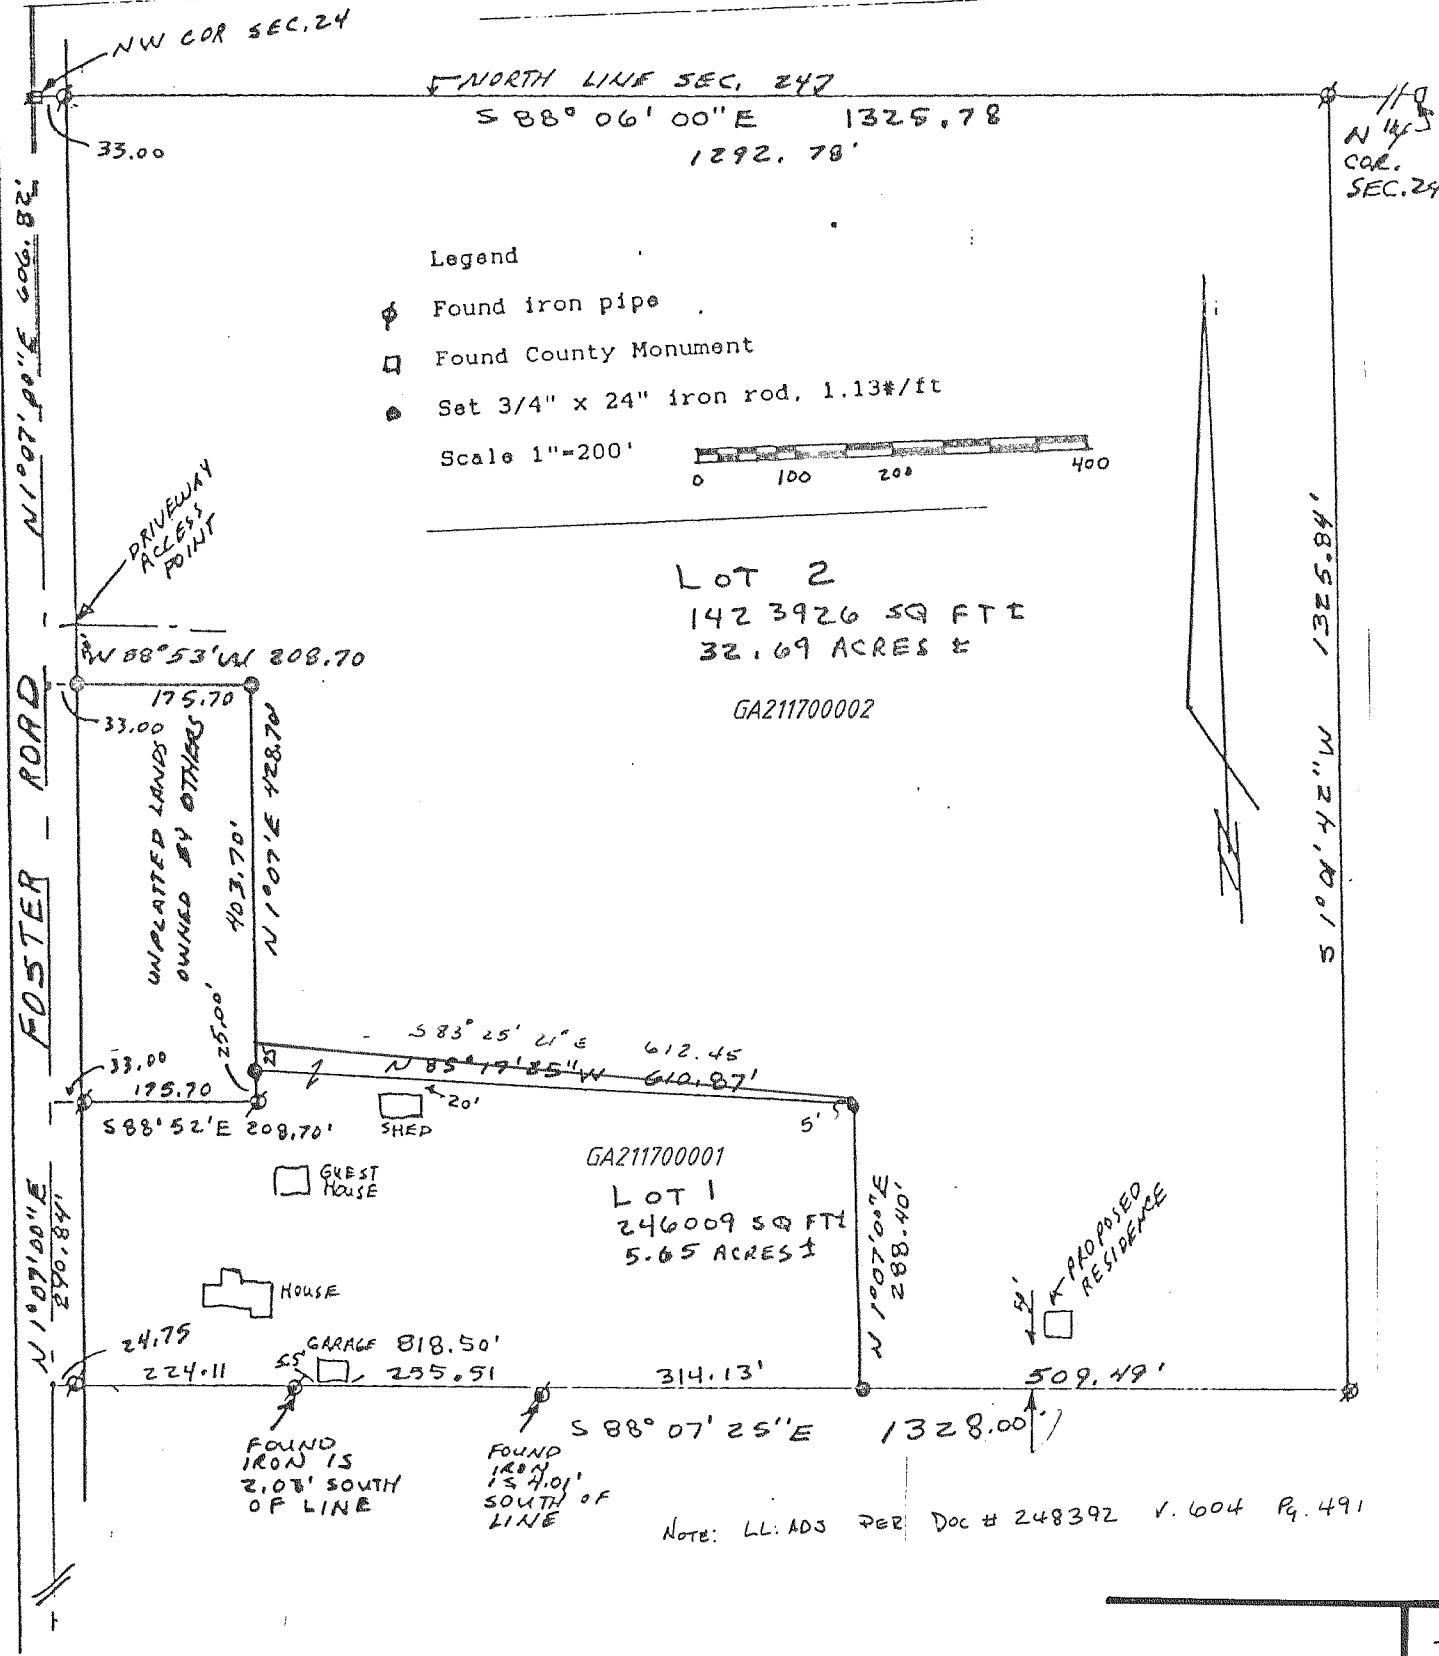 NW COR SEC. 24
NORTH LINE SEC. 24
S 88° 06' 00" E 1325.78
1292.78'
33.00
N 1/4
COR.
SEC. 24
N 1° 07' 00" E 606.82'
Legend
Found iron pipe
Found County Monument
Set 3/4" x 24" iron rod, 1.13#/ft
Scale 1"=200'
0 100 200 400
DRIVEWAY
ACCESS
POINT
LOT 2
142 3926 SQ FT ±
32.69 ACRES ±
GA211700002
S 1° 10' 42" W 1325.84'
N
N 88° 53' W 208.70
175.70
33.00
UNPLATTED LANDS
OWNED BY OTHERS
403.70'
N 1° 07' E 428.70'
FOSTER ROAD
25.00'
25'
S 83° 25' 21" E 612.45
N 85° 19' 25" W 610.87'
33.00
175.70
S 88° 52' E 208.70'
20'
SHED
5'
GUEST
HOUSE
GA211700001
LOT 1
246009 SQ FT ±
5.65 ACRES ±
N 1° 07' 00" E
290.84'
N 1° 07' 00" E
288.40'
PROPOSED
RESIDENCE
HOUSE
24.75
GARAGE 818.50'
224.11
55'
255.51
314.13'
509.49'
S 88° 07' 25" E 1328.00'
FOUND
IRON IS
2.08' SOUTH
OF LINE
FOUND
IRON
IS 4.01'
SOUTH OF
LINE
NOTE: LL: ADJ PER DOC # 248392 V. 604 Pg. 491